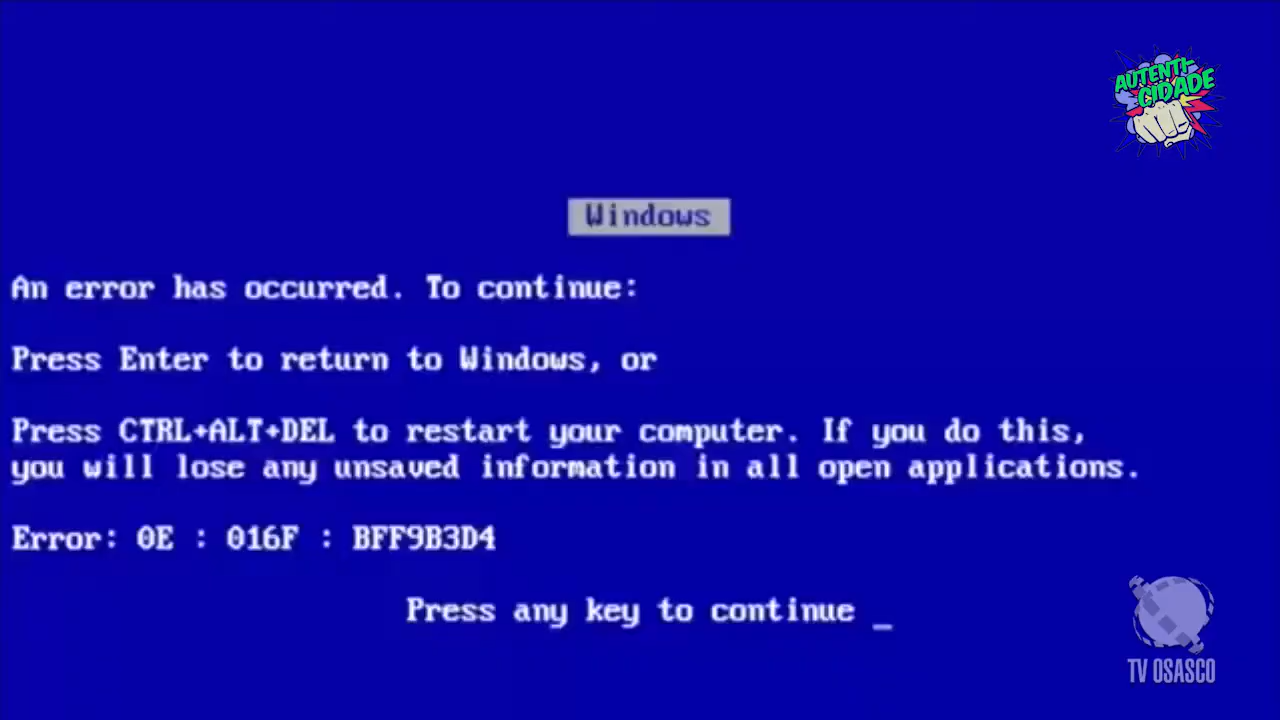 AUTENTI-
CIDADE
Windows
An error has occurred. To continue:
Press Enter to return to Windows, or
Press CTRL+ALT+DEL to restart your computer. If you do this,
you will lose any unsaved information in all open applications.
Error: 0E : 016F : BFF9B3D4
Press any key to continue _
TV OSASCO